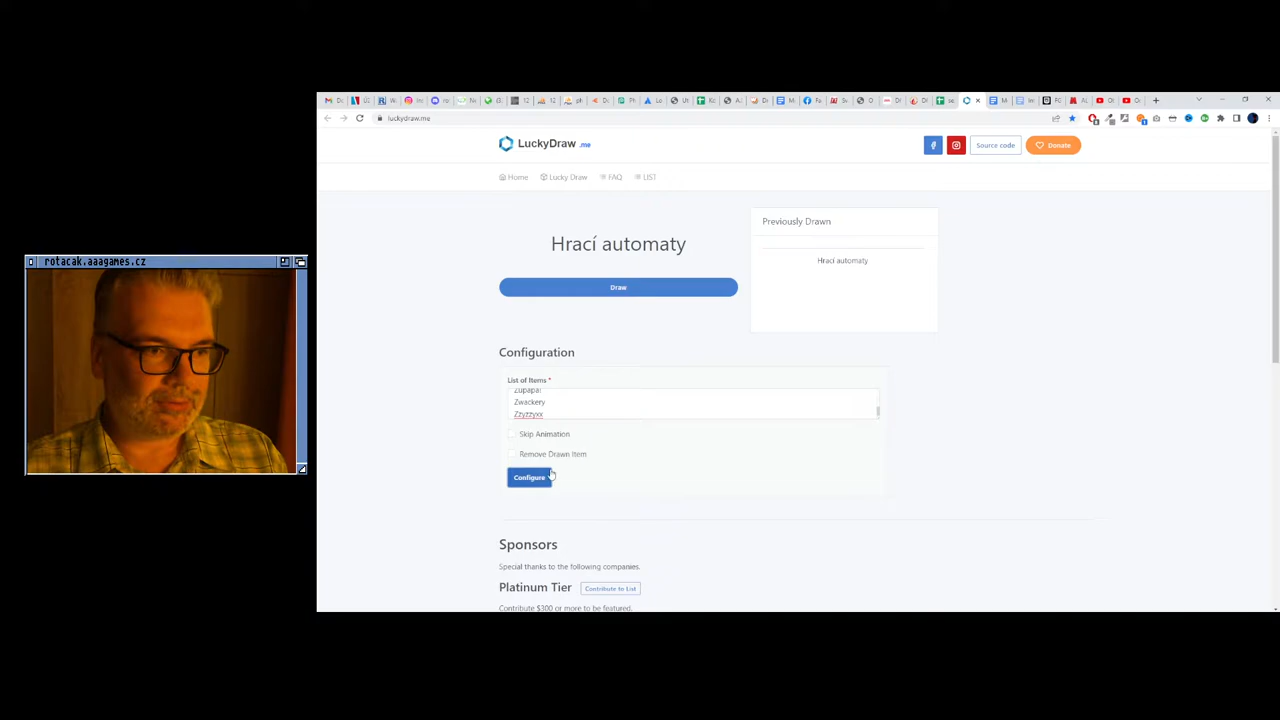 luckydraw.me
LuckyDraw .me
Source code
Donate
Home
Lucky Draw
FAQ
LIST
rotacak.aaagames.cz
Hrací automaty
Draw
Previously Drawn
Hrací automaty
Configuration
List of Items *
Zupapa!
Zwackery
Zzyzzyxx
Skip Animation
Remove Drawn Item
Configure
Sponsors
Special thanks to the following companies.
Platinum Tier
Contribute to List
Contribute $300 or more to be featured.